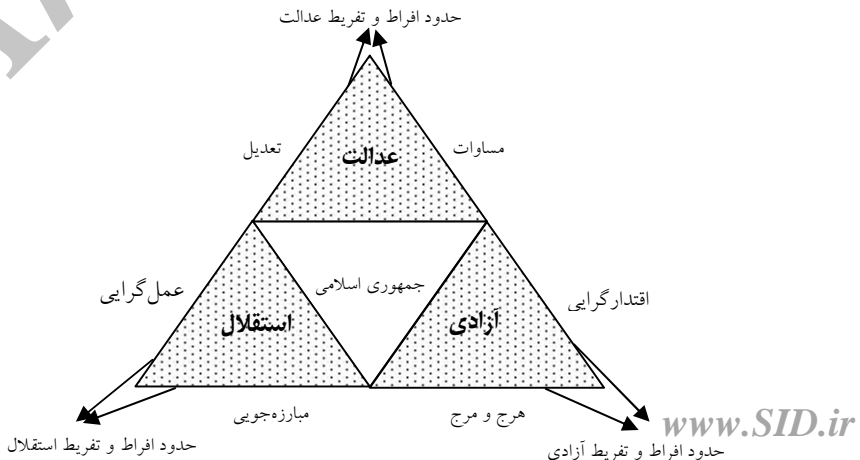 حدود افراط و تفریط عدالت
تعدیل
مساوات
عدالت
عمل‌گرایی
جمهوری اسلامی
اقتدارگرایی
استقلال
آزادی
مبارزه‌جویی
هرج و مرج
www.SID.ir
حدود افراط و تفریط استقلال
حدود افراط و تفریط آزادی